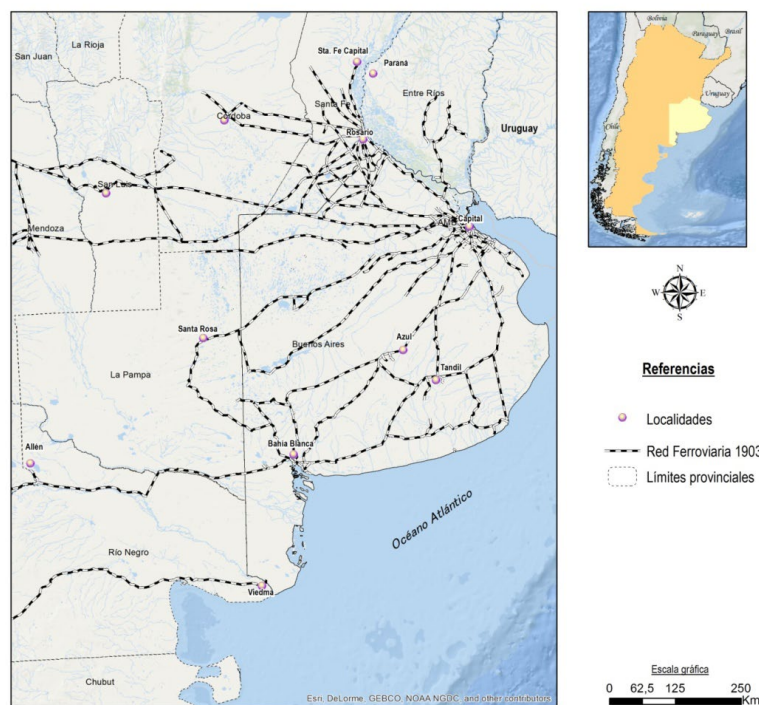 La Rioja
San Juan
Sta. Fe Capital
Paraná
Santa Fe
Entre Ríos
Córdoba
Rosario
Uruguay
San Luis
Mendoza
Capital
Santa Rosa
Buenos Aires
Azul
Tandil
La Pampa
Bahia Blanca
Allen
Océano Atlántico
Río Negro
Viedma
Chubut
Esri, DeLorme, GEBCO, NOAA NGDC, and other contributors
Bolivia
Paraguay
Brasil
Uruguay
Chile
N
W
E
S
Referencias
Localidades
Red Ferroviaria 1903
Límites provinciales
Escala gráfica
0 62,5 125 250
Km